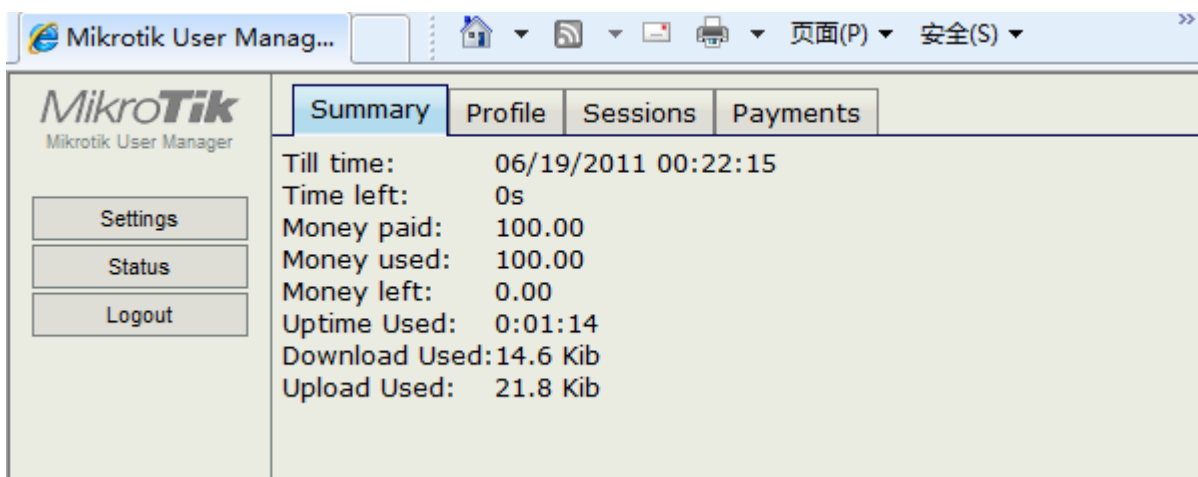 Mikrotik User Manag...
页面(P)
安全(S)
MikroTik
Mikrotik User Manager
Settings
Status
Logout
Summary
Profile
Sessions
Payments
Till time: 06/19/2011 00:22:15
Time left: 0s
Money paid: 100.00
Money used: 100.00
Money left: 0.00
Uptime Used: 0:01:14
Download Used: 14.6 Kib
Upload Used: 21.8 Kib